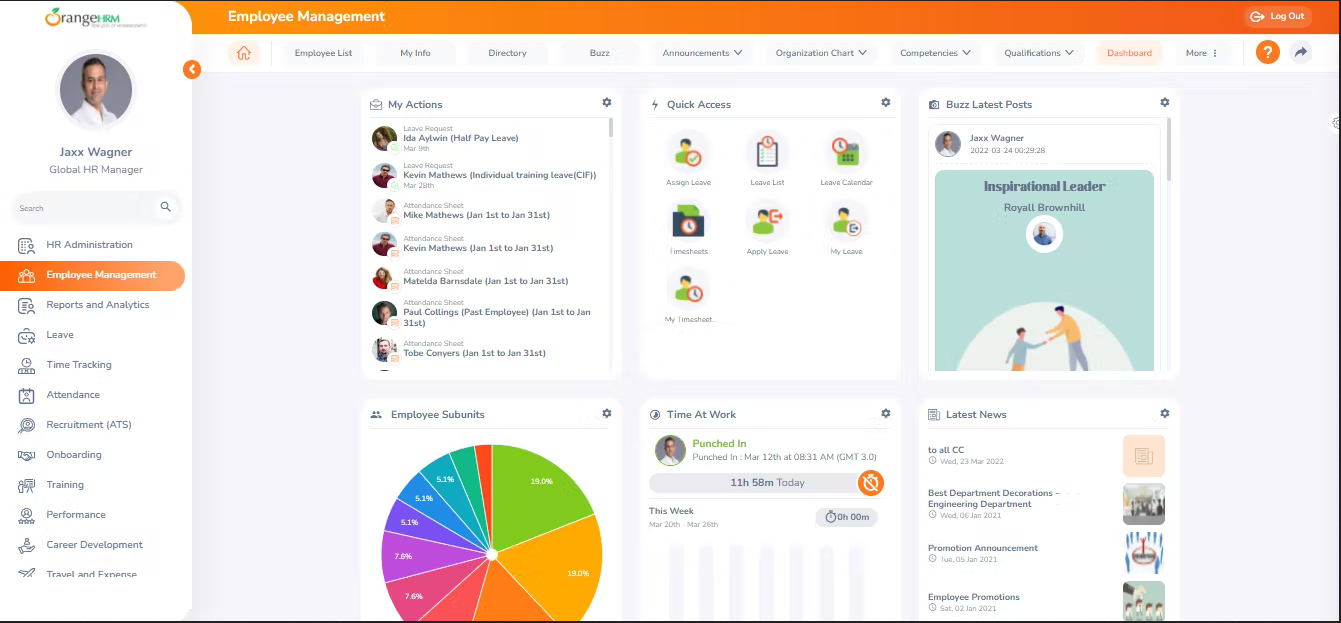 OrangeHRM
Employee Management
Log Out
Employee List
My Info
Directory
Buzz
Announcements
Organization Chart
Competencies
Qualifications
Dashboard
More
?
Jaxx Wagner
Global HR Manager
Search
HR Administration
Employee Management
Reports and Analytics
Leave
Time Tracking
Attendance
Recruitment (ATS)
Onboarding
Training
Performance
Career Development
Travel and Expense
My Actions
Leave Request
Ida Aylwin (Half Pay Leave)
Mar 9th
Leave Request
Kevin Mathews (Individual training leave(CIF))
Mar 28th
Attendance Sheet
Mike Mathews (Jan 1st to Jan 31st)
Attendance Sheet
Kevin Mathews (Jan 1st to Jan 31st)
Attendance Sheet
Matelda Barnsdale (Jan 1st to Jan 31st)
Attendance Sheet
Paul Collings (Past Employee) (Jan 1st to Jan
31st)
Attendance Sheet
Tobe Conyers (Jan 1st to Jan 31st)
Quick Access
Assign Leave
Leave List
Leave Calendar
Timesheets
Apply Leave
My Leave
My Timesheet..
Buzz Latest Posts
Jaxx Wagner
2022-03-24 00:29:28
Inspirational Leader
Royall Brownhill
Employee Subunits
19.0%
19.0%
5.1%
5.1%
5.1%
7.6%
7.6%
Time At Work
Punched In
Punched In : Mar 12th at 08:31 AM (GMT 3.0)
11h 58m Today
This Week
Mar 20th - Mar 26th
0h 00m
Latest News
to all CC
Wed, 23 Mar 2022
Best Department Decorations -
Engineering Department
Wed, 06 Jan 2021
Promotion Announcement
Tue, 05 Jan 2021
Employee Promotions
Sat, 02 Jan 2021